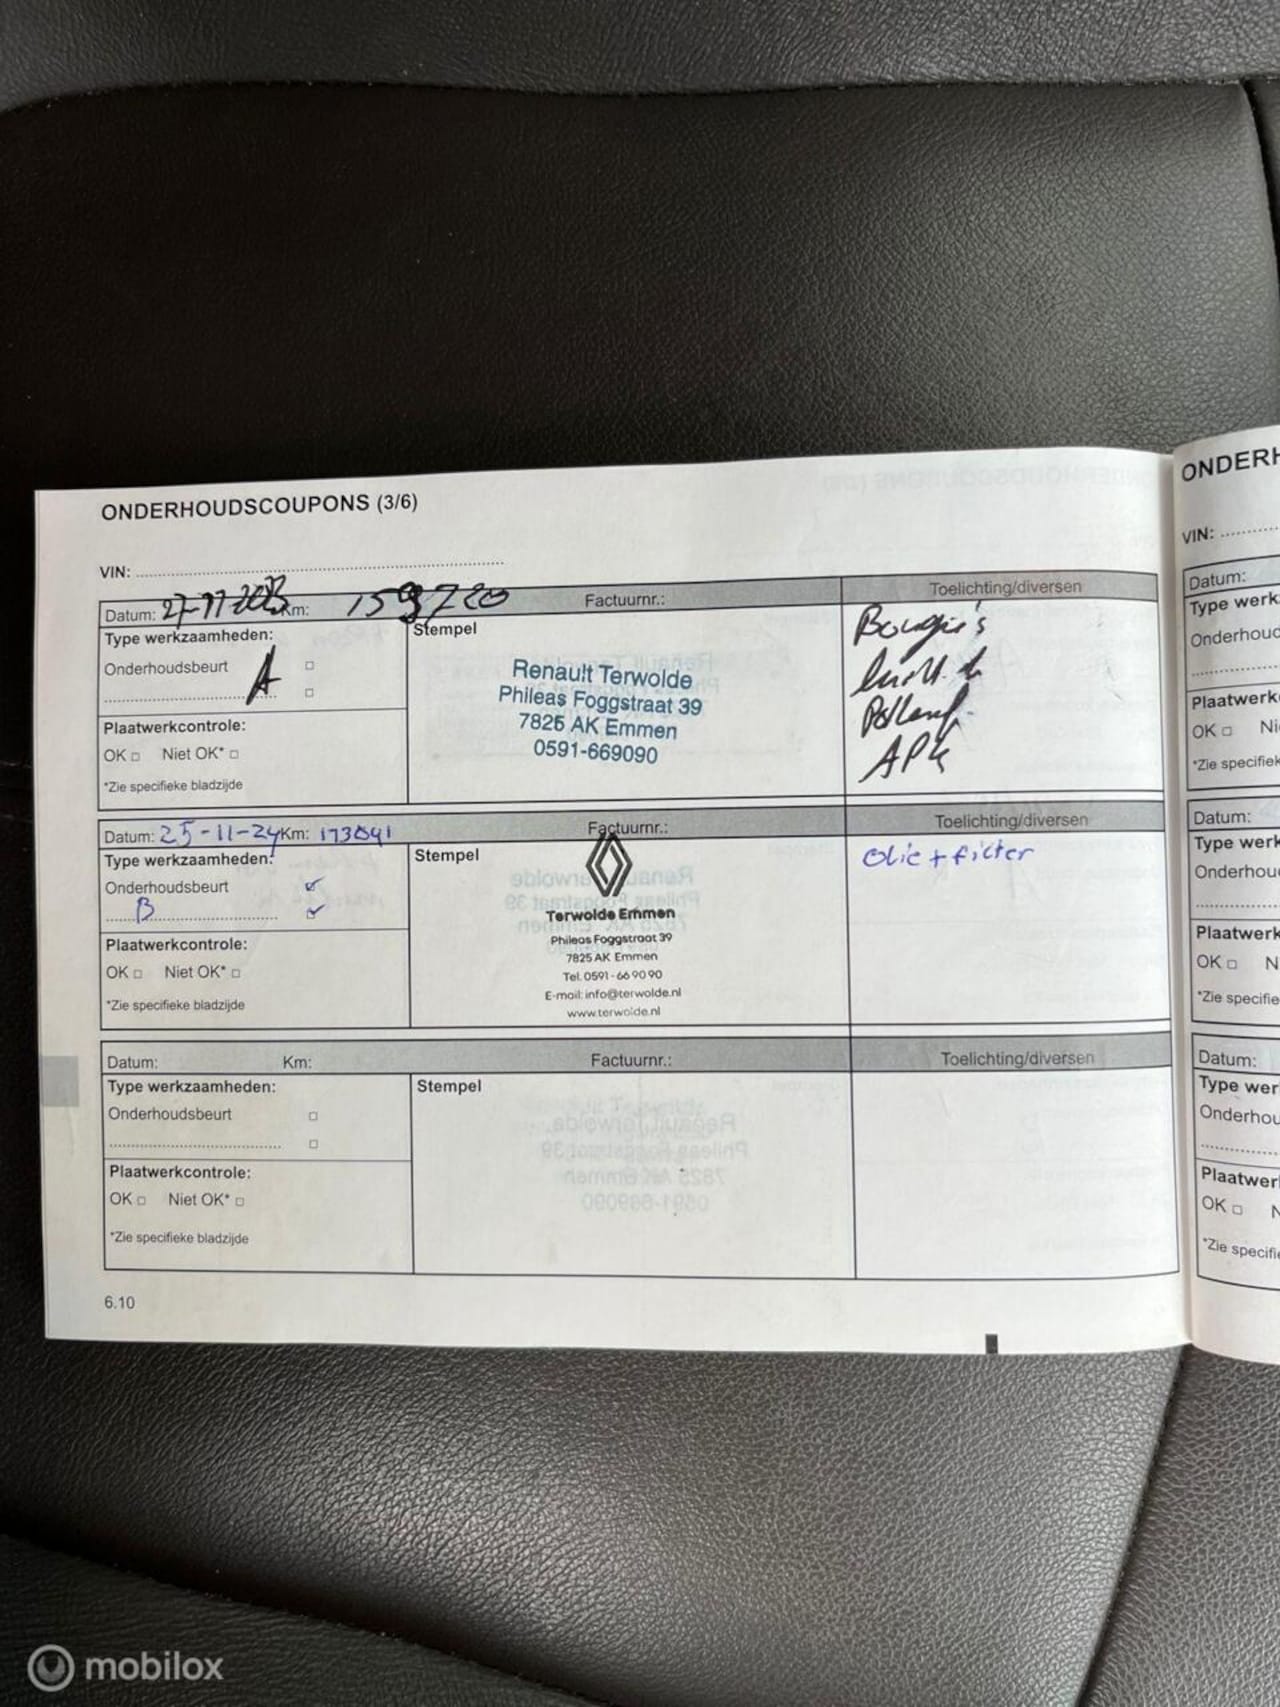 ONDERHOUDSCOUPONS (3/6)
VIN:
Datum: 27-11-2023 Km: 159720 Factuurnr.: Toelichting/diversen
Type werkzaamheden: Stempel
Bougie's
Onderhoudsbeurt A
Renault Terwolde
Phileas Foggstraat 39
7825 AK Emmen
0591-669090
APK
Plaatwerkcontrole:
OK Niet OK*
*Zie specifieke bladzijde
Datum: 25-11-24 Km: 173091 Factuurnr.: Toelichting/diversen
Type werkzaamheden: Stempel
Olie + filter
Onderhoudsbeurt
B
Terwolde Emmen
Phileas Foggstraat 39
7825 AK Emmen
Tel. 0591 - 66 90 90
E-mail: info@terwolde.nl
www.terwolde.nl
Plaatwerkcontrole:
OK Niet OK*
*Zie specifieke bladzijde
Datum: Km: Factuurnr.: Toelichting/diversen
Type werkzaamheden: Stempel
Onderhoudsbeurt
Plaatwerkcontrole:
OK Niet OK*
*Zie specifieke bladzijde
6.10
ONDERH
VIN:
Datum:
Type werk
Onderhoud
Plaatwerk
OK Ni
*Zie specifiek
Datum:
Type werk
Onderhou
Plaatwerk
OK N
*Zie specifie
Datum:
Type wer
Onderhou
Plaatwer
OK N
*Zie specifi
mobilox